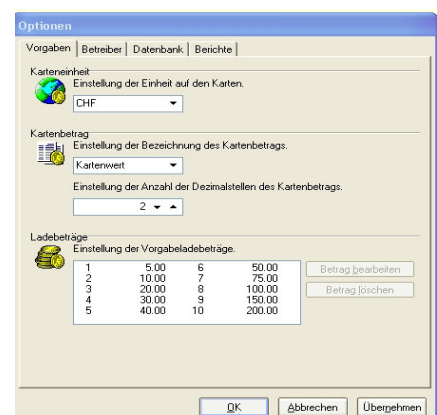 Optionen
Vorgaben Betreiber Datenbank Berichte
Karteneinheit
Einstellung der Einheit auf den Karten.
CHF
Kartenbetrag
Einstellung der Bezeichnung des Kartenbetrags.
Kartenwert
Einstellung der Anzahl der Dezimalstellen des Kartenbetrags.
2
Ladebeträge
Einstellung der Vorgabeladebeträge.
1 5.00 6 50.00 Betrag bearbeiten
2 10.00 7 75.00
3 20.00 8 100.00 Betrag löschen
4 30.00 9 150.00
5 40.00 10 200.00
OK Abbrechen Übernehmen